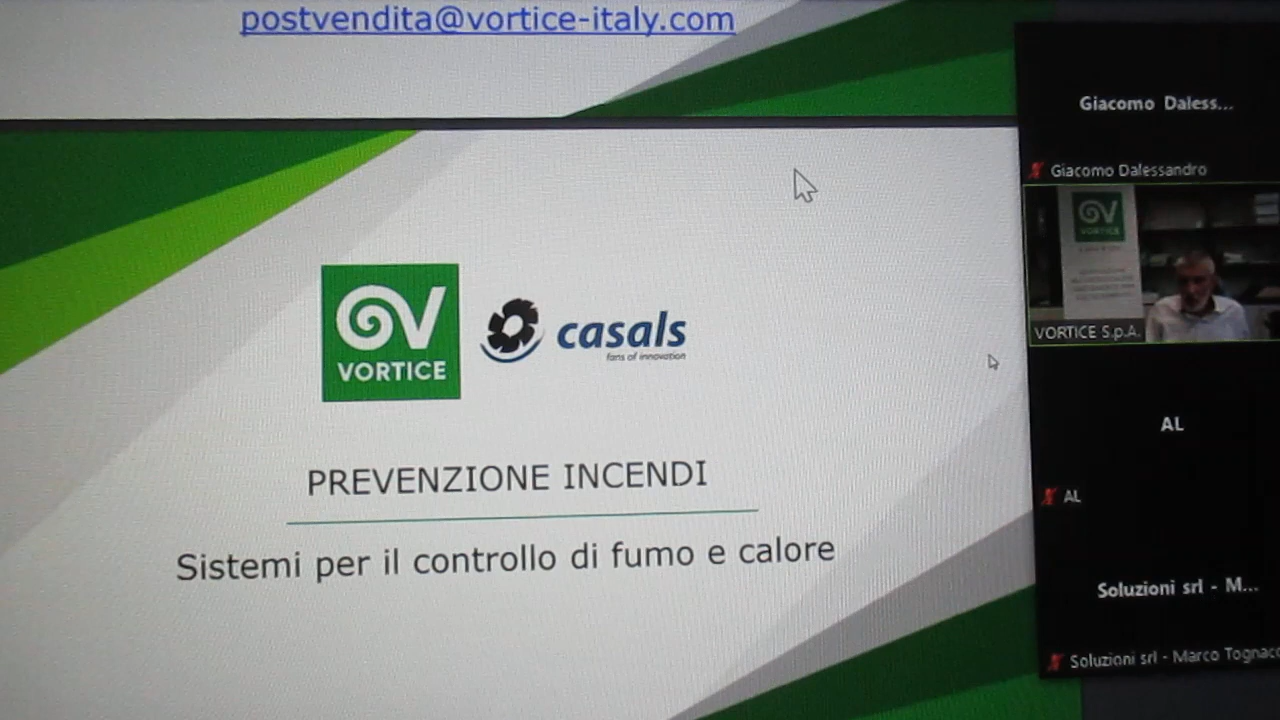 postvendita@vortice-italy.com
VORTICE
casals
fans of innovation
PREVENZIONE INCENDI
Sistemi per il controllo di fumo e calore
Giacomo Daless...
Giacomo Dalessandro
VORTICE
VORTICE S.p.A.
AL
AL
Soluzioni srl - M...
Soluzioni srl - Marco Tognac